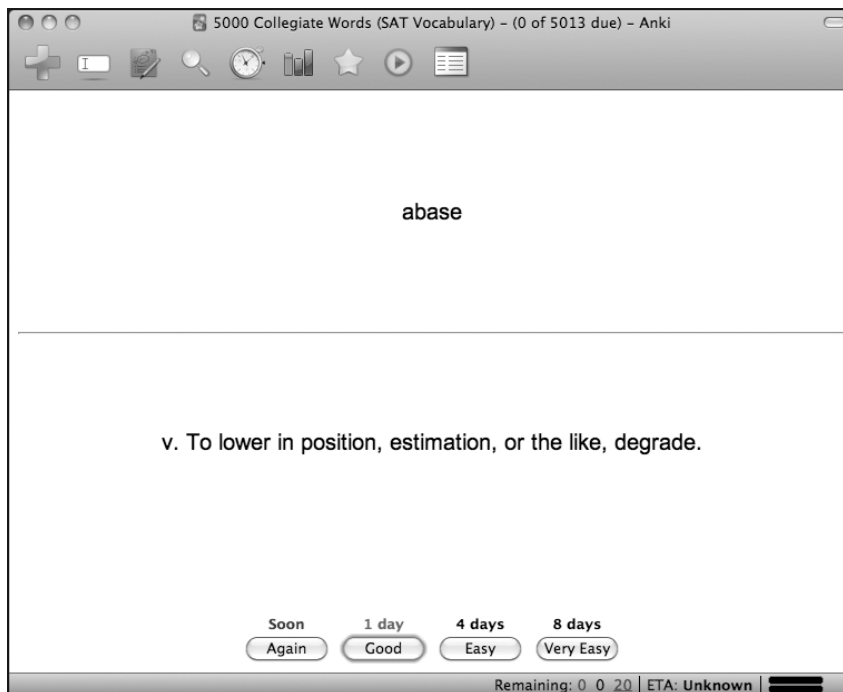 5000 Collegiate Words (SAT Vocabulary) – (0 of 5013 due) – Anki
abase
v. To lower in position, estimation, or the like, degrade.
Soon 1 day 4 days 8 days
Again Good Easy Very Easy
Remaining: 0 0 20 ETA: Unknown